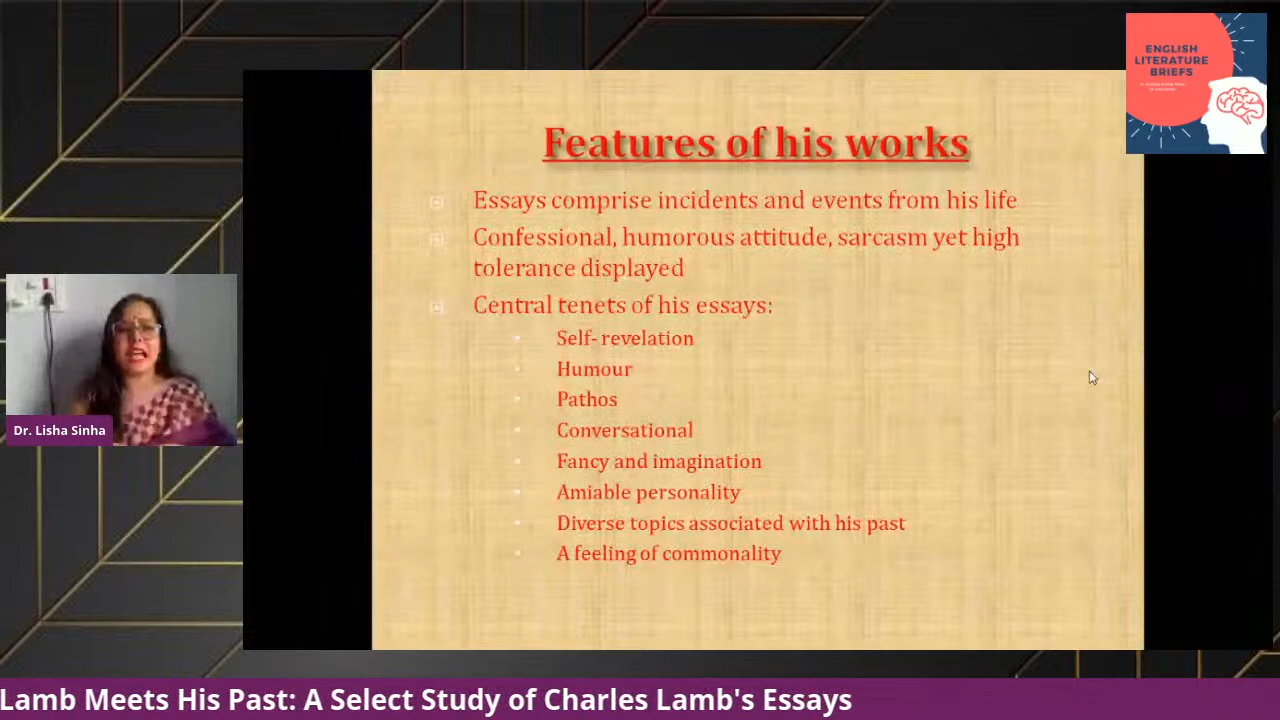 ENGLISH
LITERATURE
BRIEFS
Features of his works
Essays comprise incidents and events from his life
Confessional, humorous attitude, sarcasm yet high
tolerance displayed
Central tenets of his essays:
Self- revelation
Humour
Pathos
Conversational
Fancy and imagination
Amiable personality
Diverse topics associated with his past
A feeling of commonality
Dr. Lisha Sinha
Lamb Meets His Past: A Select Study of Charles Lamb's Essays